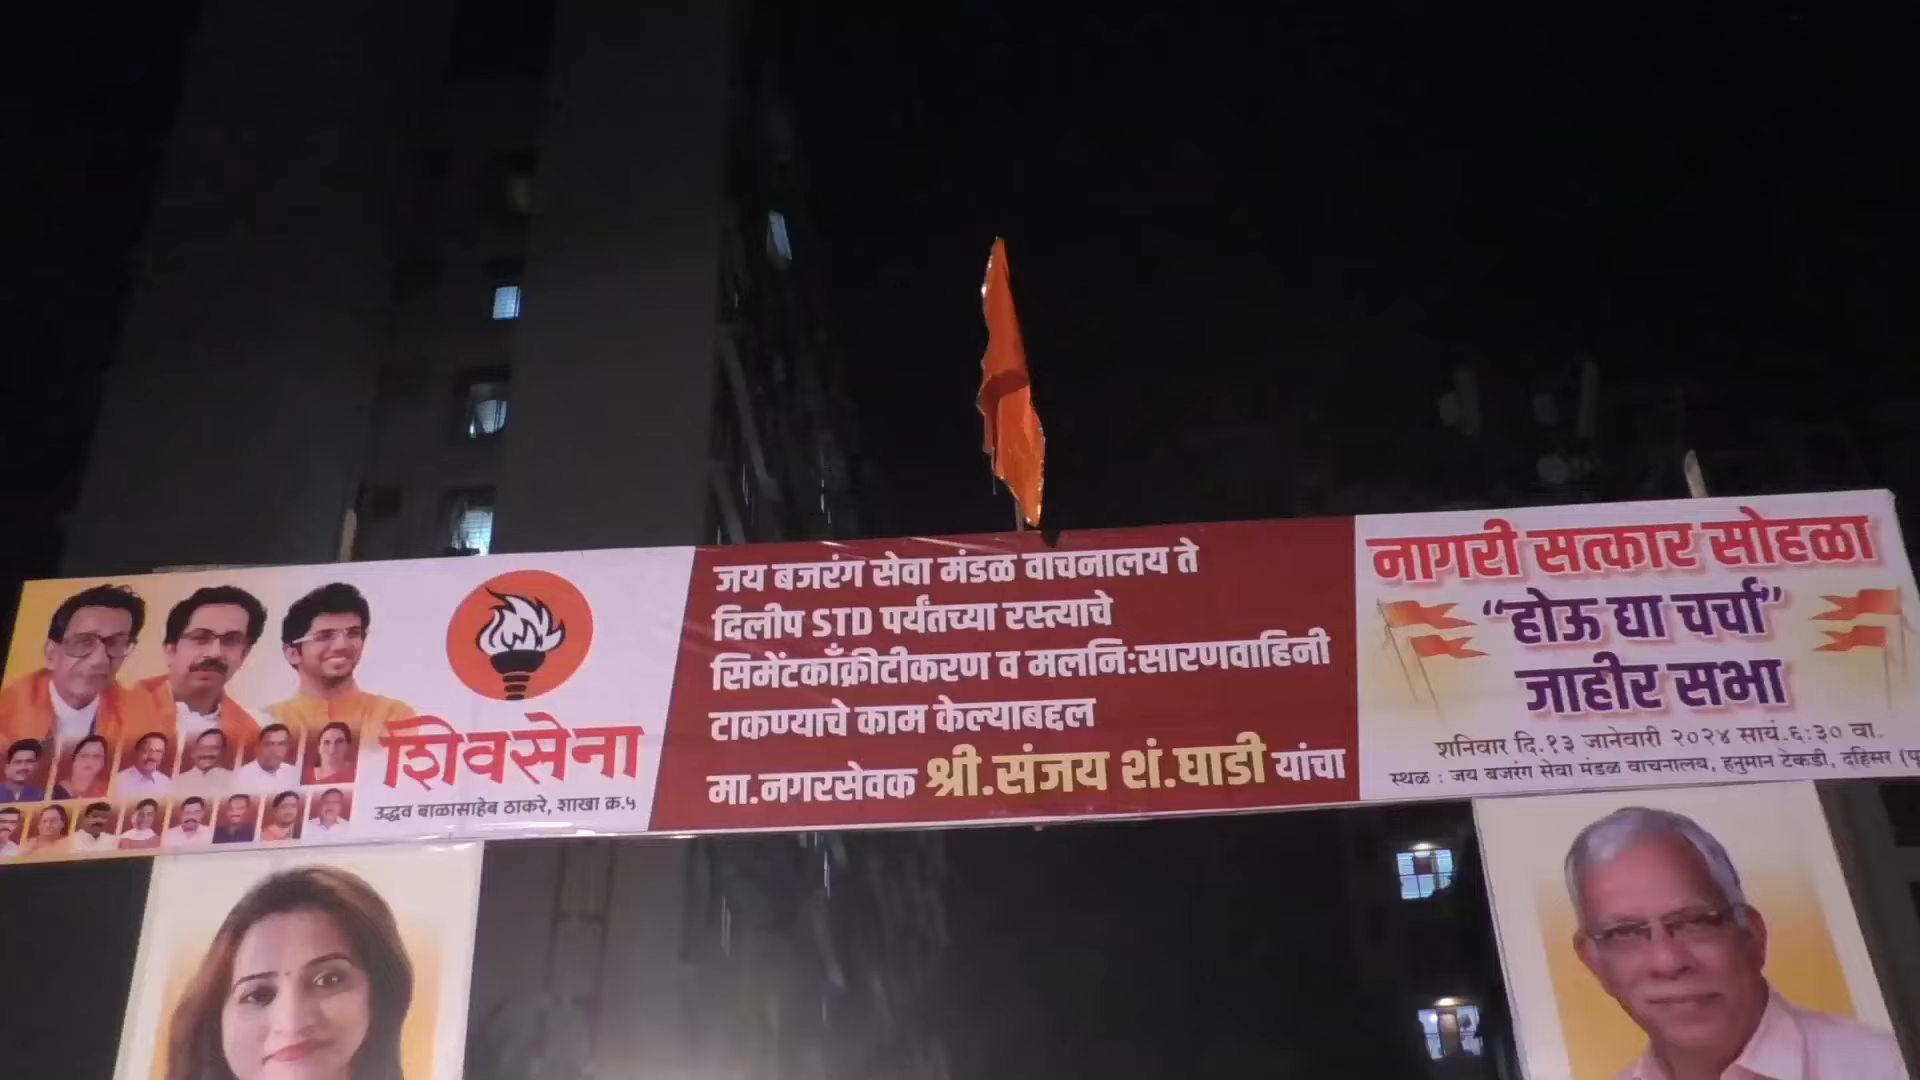 शिवसेना
उद्धव बाळासाहेब ठाकरे, शाखा क्र.५
जय बजरंग सेवा मंडळ वाचनालय ते
दिलीप STD पर्यंतच्या रस्त्याचे
सिमेंटकाँक्रीटीकरण व मलनि:सारणवाहिनी
टाकण्याचे काम केल्याबद्दल
मा.नगरसेवक श्री.संजय शं.घाडी यांचा
नागरी सत्कार सोहळा
“होऊ द्या चर्चा”
जाहीर सभा
शनिवार दि.१३ जानेवारी २०२४ सायं.६:३० वा.
स्थळ : जय बजरंग सेवा मंडळ वाचनालय, हनुमान टेकडी, दहिसर